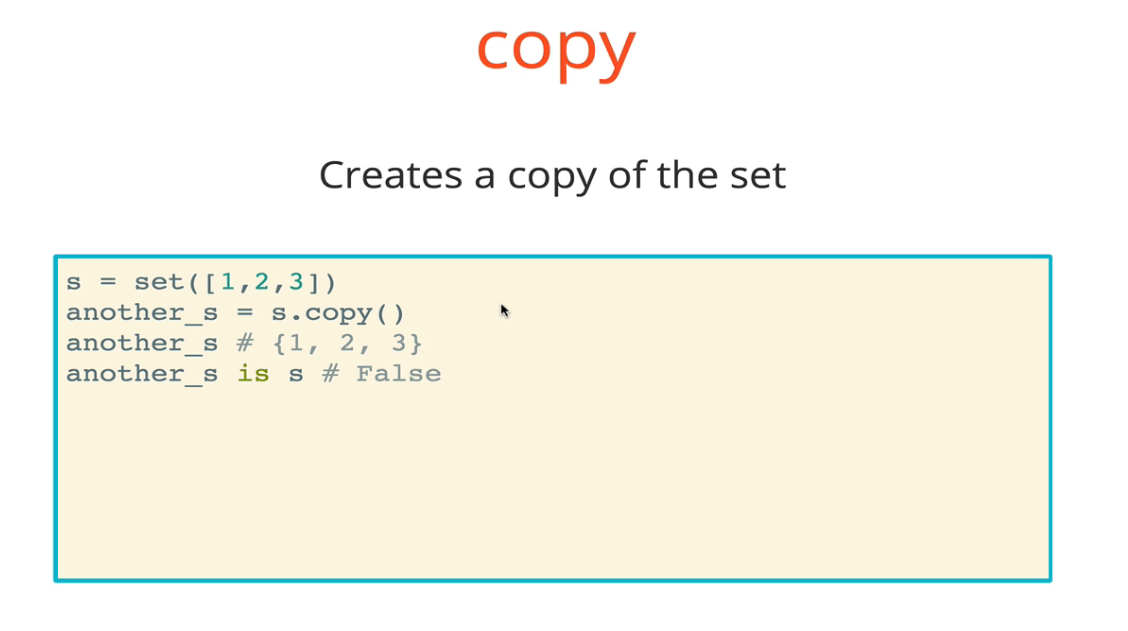 copy
Creates a copy of the set
s = set([1,2,3])
another_s = s.copy()
another_s # {1, 2, 3}
another_s is s # False